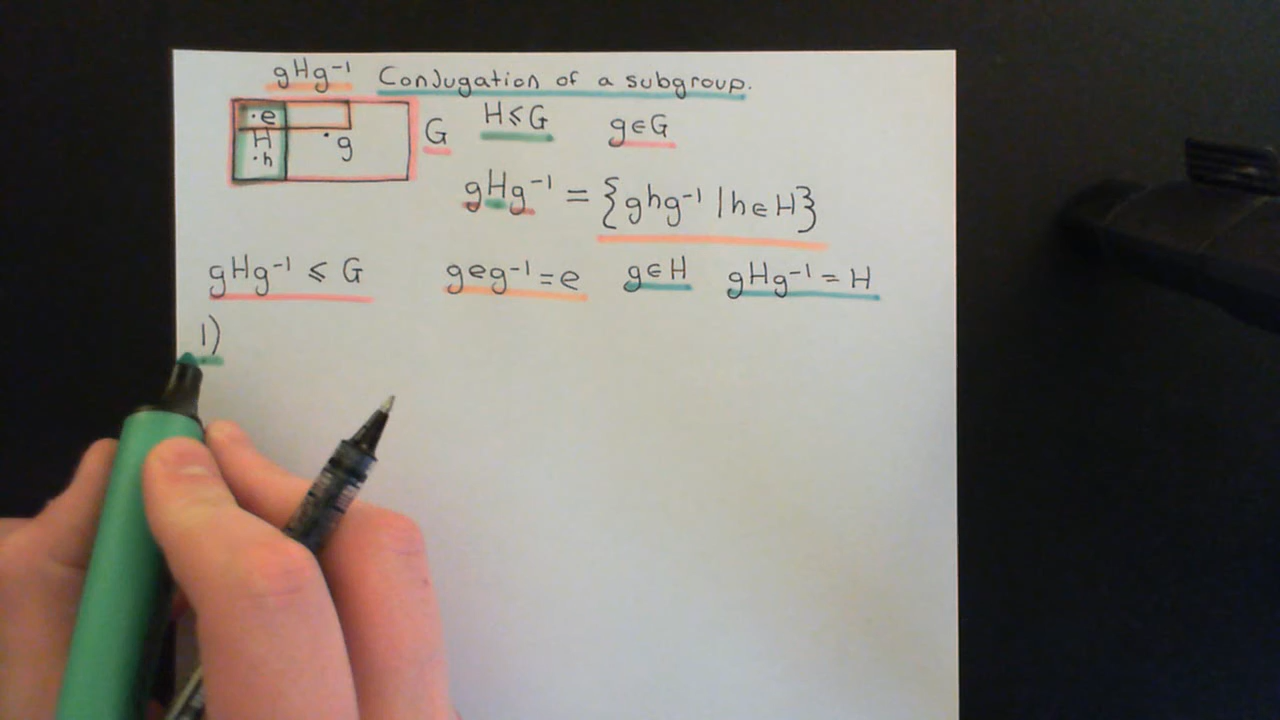 gHg⁻¹ Conjugation of a subgroup.
·e
H
·h
·g
G H≤G g∈G
gHg⁻¹ = {ghg⁻¹ | h∈H}
gHg⁻¹ ≤ G geg⁻¹=e g∈H gHg⁻¹ = H
1)